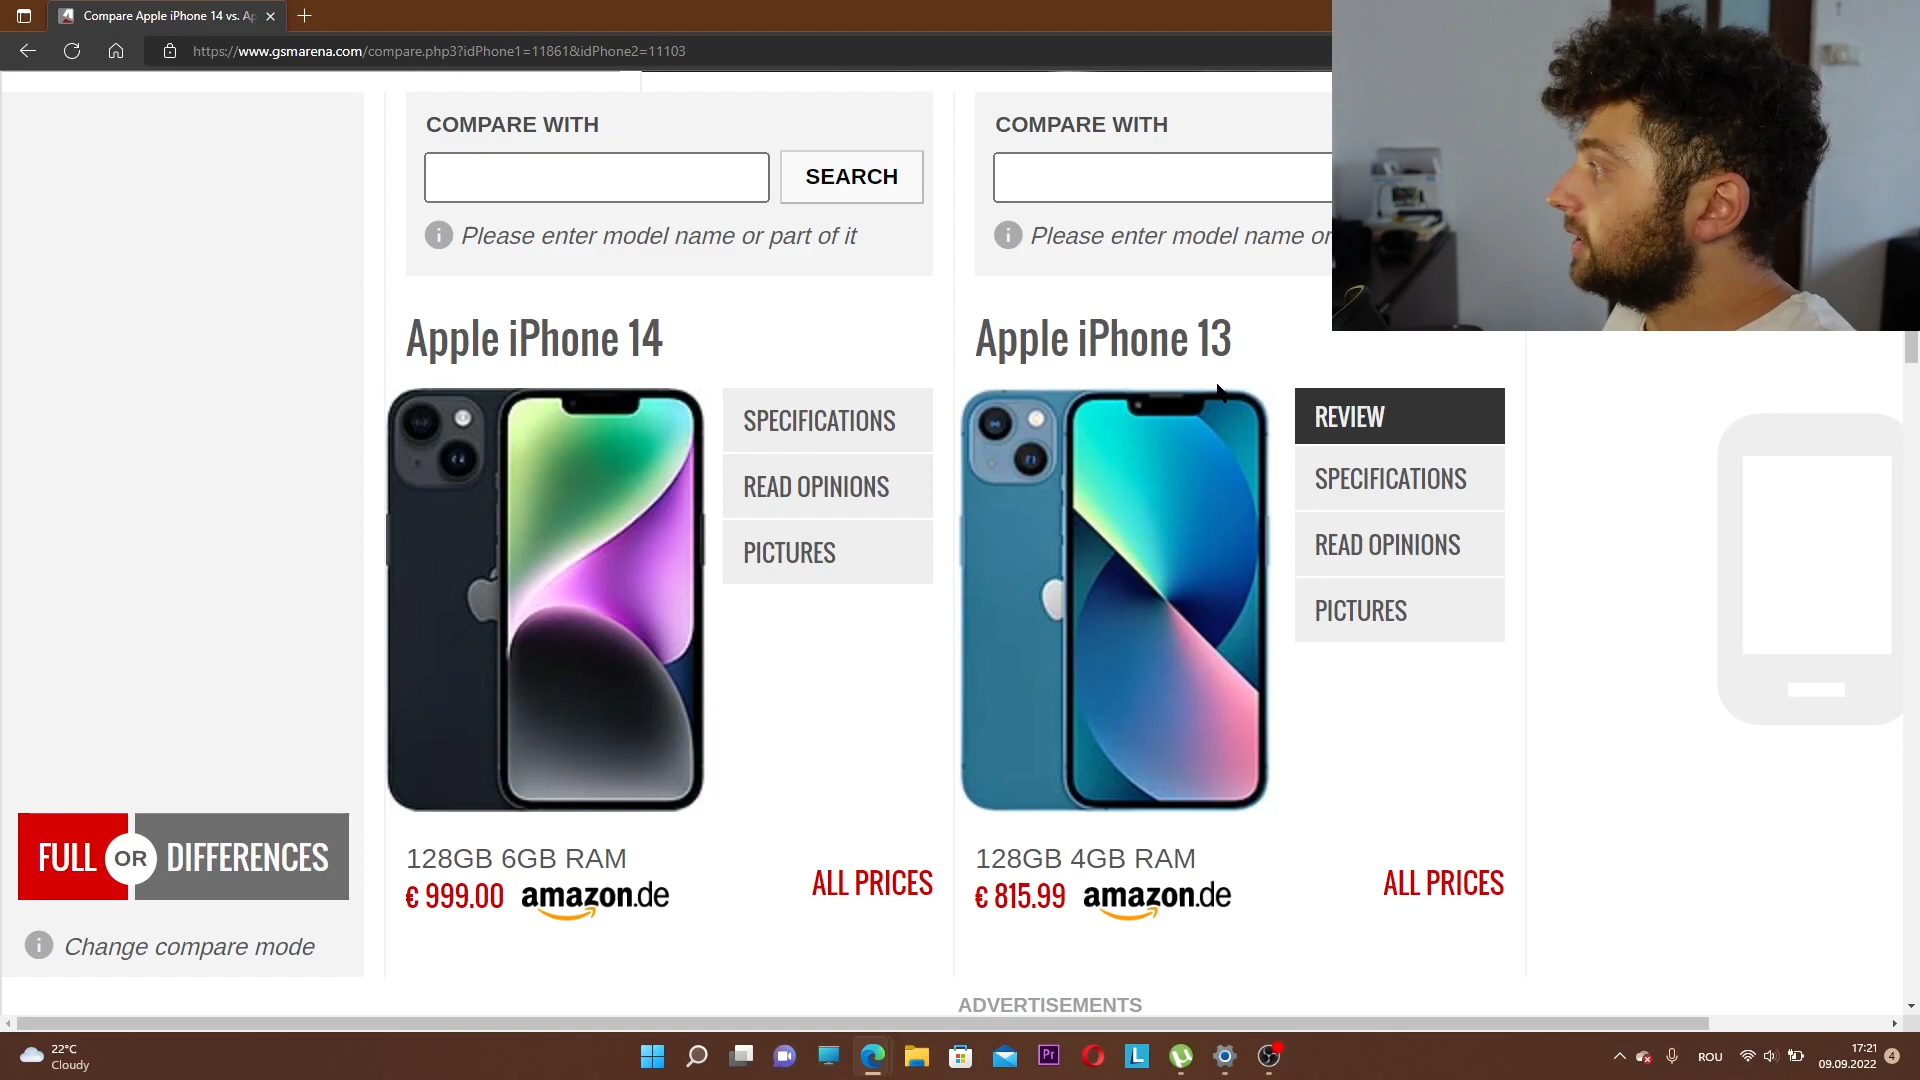 Compare Apple iPhone 14 vs. Ap
https://www.gsmarena.com/compare.php3?idPhone1=11861&idPhone2=11103
COMPARE WITH
SEARCH
Please enter model name or part of it
COMPARE WITH
Please enter model name or
Apple iPhone 14
SPECIFICATIONS
READ OPINIONS
PICTURES
128GB 6GB RAM
€ 999.00 amazon.de
ALL PRICES
Apple iPhone 13
REVIEW
SPECIFICATIONS
READ OPINIONS
PICTURES
128GB 4GB RAM
€ 815.99 amazon.de
ALL PRICES
FULL OR DIFFERENCES
Change compare mode
ADVERTISEMENTS
22°C
Cloudy
Pr
L
ROU
17:21
09.09.2022
4